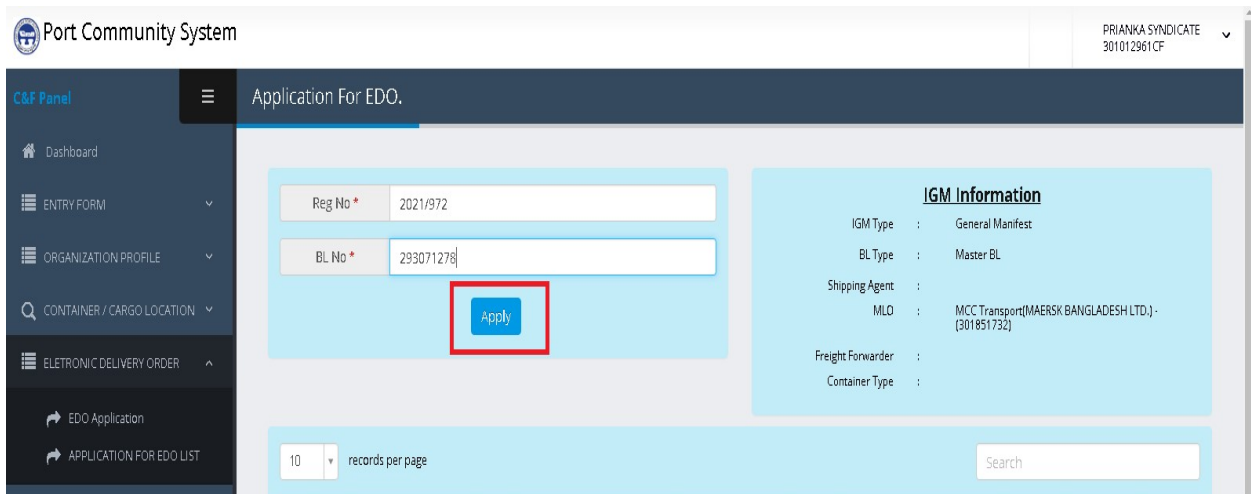 Port Community System
PRIANKA SYNDICATE
301012961CF
C&F Panel
Application For EDO.
Dashboard
ENTRY FORM
ORGANIZATION PROFILE
CONTAINER / CARGO LOCATION
ELETRONIC DELIVERY ORDER
EDO Application
APPLICATION FOR EDO LIST
Reg No * 2021/972
BL No * 293071278
Apply
IGM Information
IGM Type : General Manifest
BL Type : Master BL
Shipping Agent :
MLO : MCC Transport(MAERSK BANGLADESH LTD.) -
(301851732)
Freight Forwarder :
Container Type :
10 records per page
Search